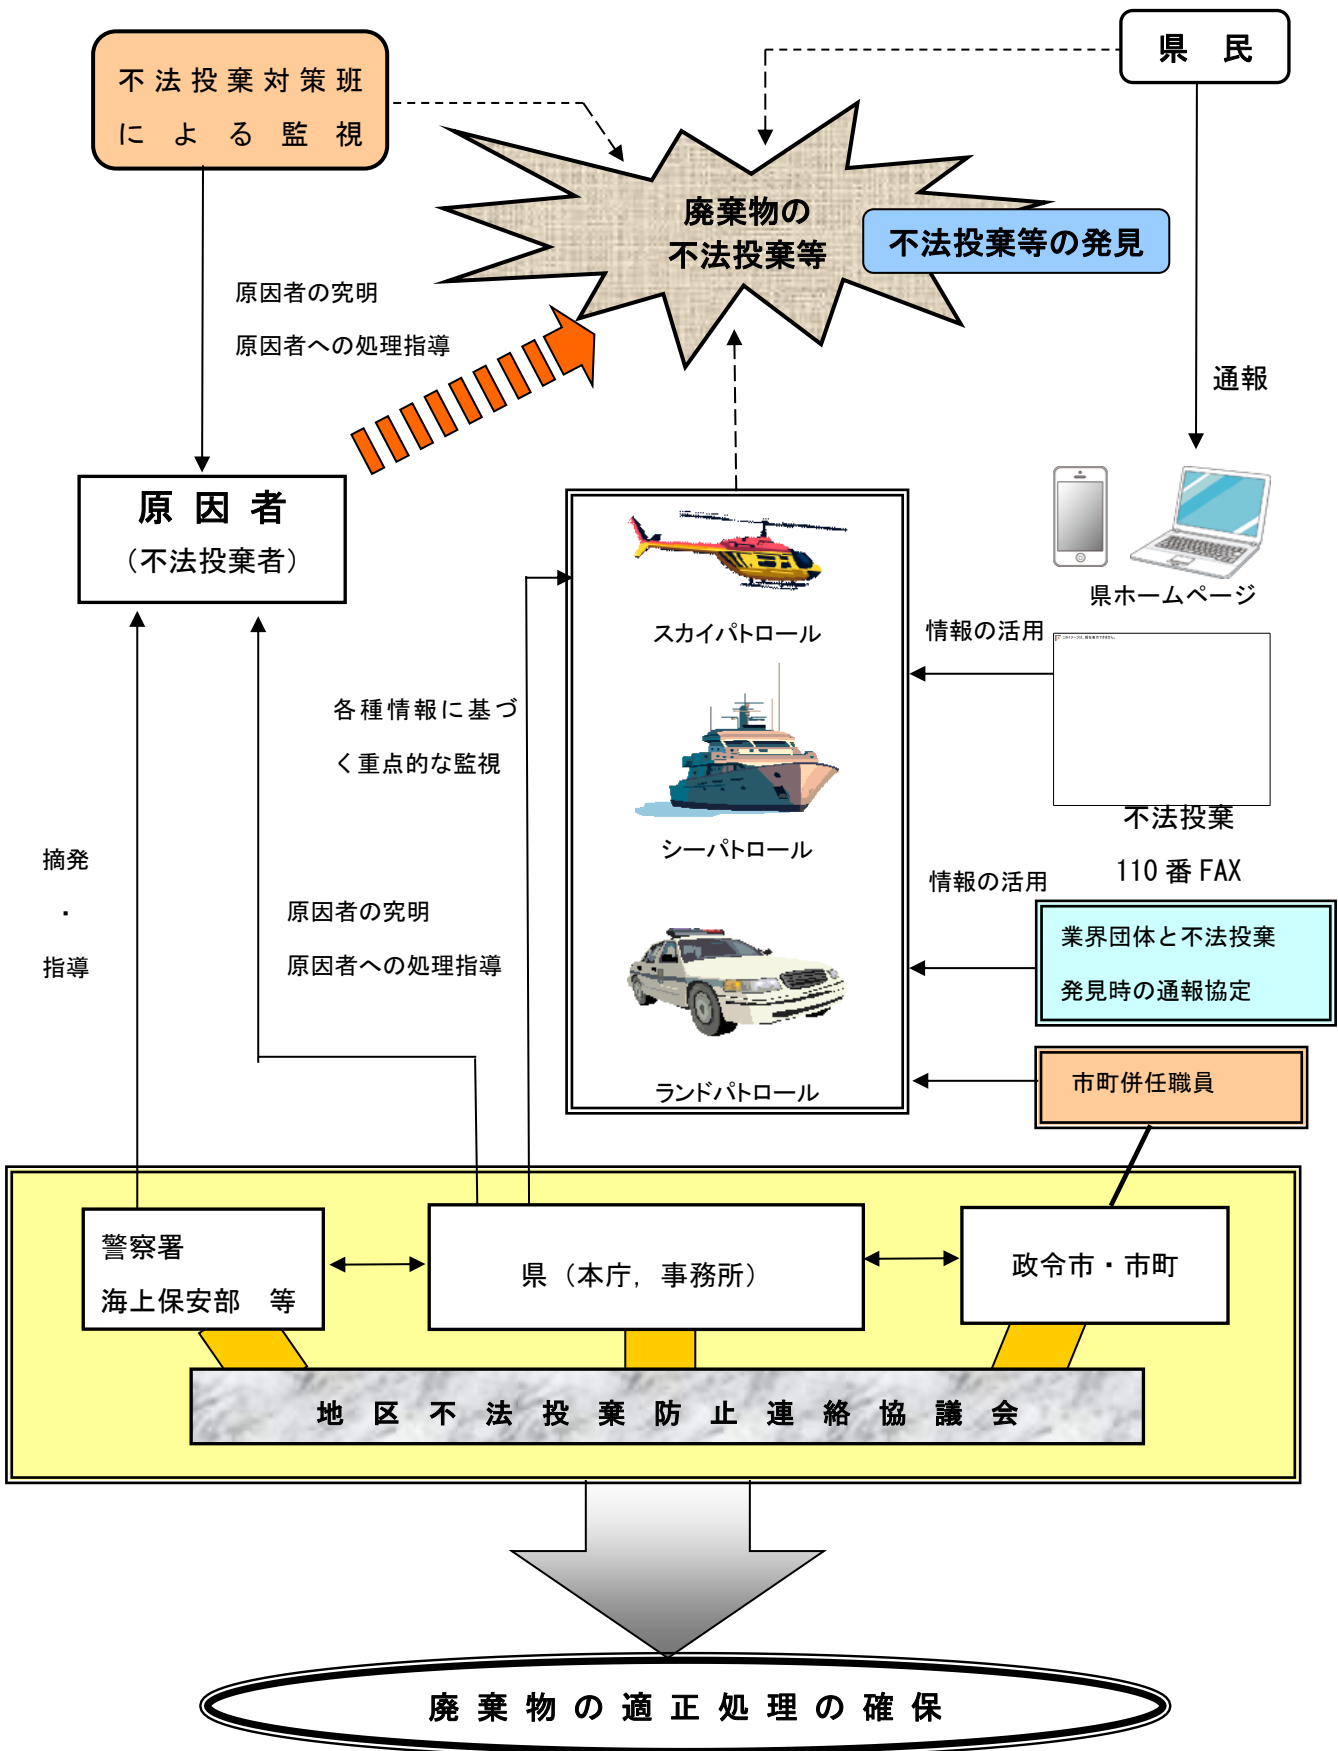 県民
不法投棄対策班
による監視
廃棄物の
不法投棄等
不法投棄等の発見
原因者の究明
原因者への処理指導
通報
原因者
（不法投棄者）
県ホームページ
スカイパトロール
情報の活用
各種情報に基づ
く重点的な監視
不法投棄
110番FAX
シーパトロール
摘発
・
指導
情報の活用
原因者の究明
原因者への処理指導
業界団体と不法投棄
発見時の通報協定
市町併任職員
ランドパトロール
警察署
海上保安部　等
県（本庁，事務所）
政令市・市町
地区不法投棄防止連絡協議会
廃棄物の適正処理の確保